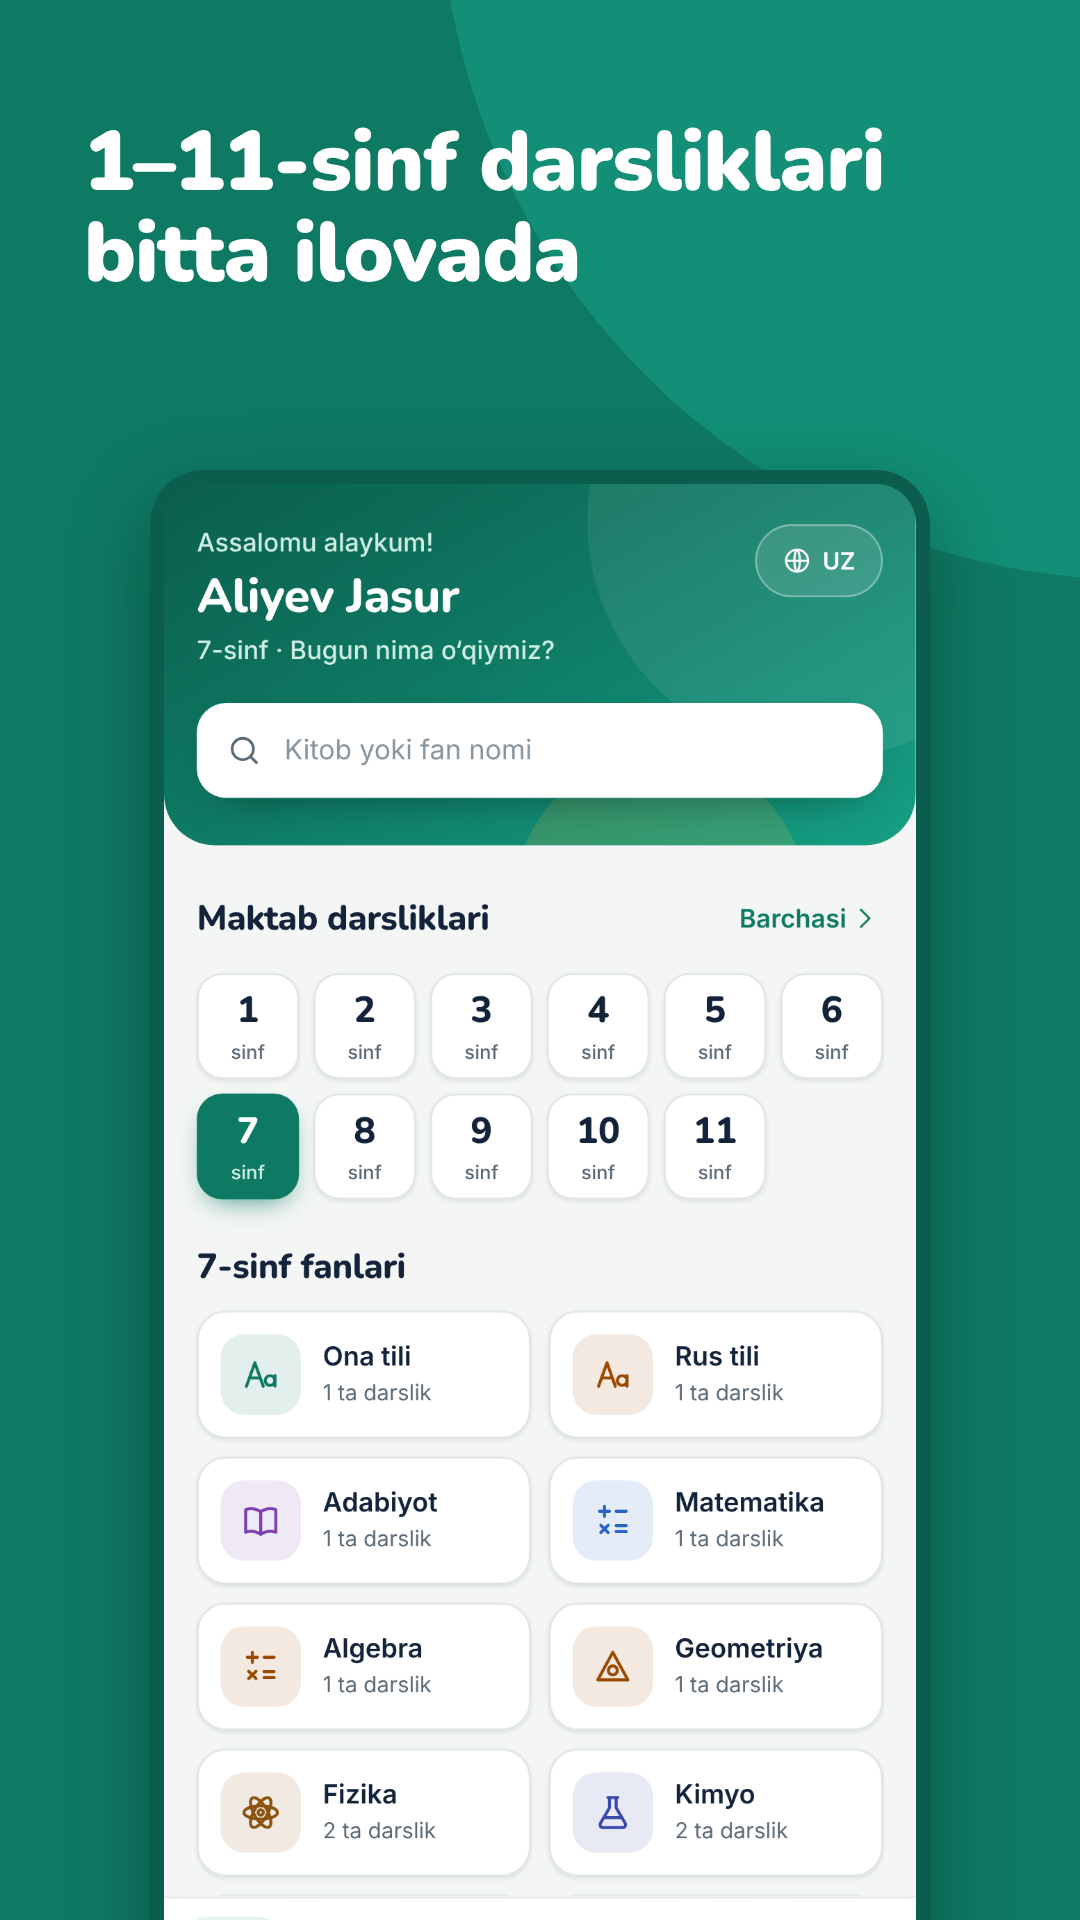 1–11-sinf darsliklari
bitta ilovada
Assalomu alaykum!
Aliyev Jasur
7-sinf · Bugun nima o‘qiymiz?
UZ
Kitob yoki fan nomi
Maktab darsliklari
Barchasi
1 sinf
2 sinf
3 sinf
4 sinf
5 sinf
6 sinf
7 sinf
8 sinf
9 sinf
10 sinf
11 sinf
7-sinf fanlari
Aa
Ona tili
1 ta darslik
Aa
Rus tili
1 ta darslik
Adabiyot
1 ta darslik
Matematika
1 ta darslik
Algebra
1 ta darslik
Geometriya
1 ta darslik
Fizika
2 ta darslik
Kimyo
2 ta darslik